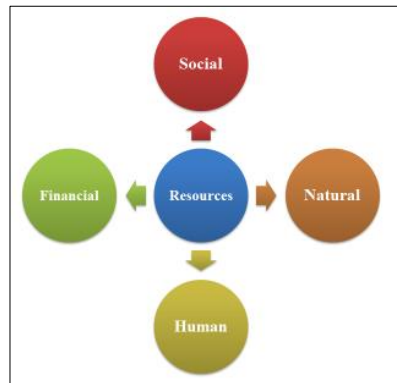 Social
Financial
Resources
Natural
Human